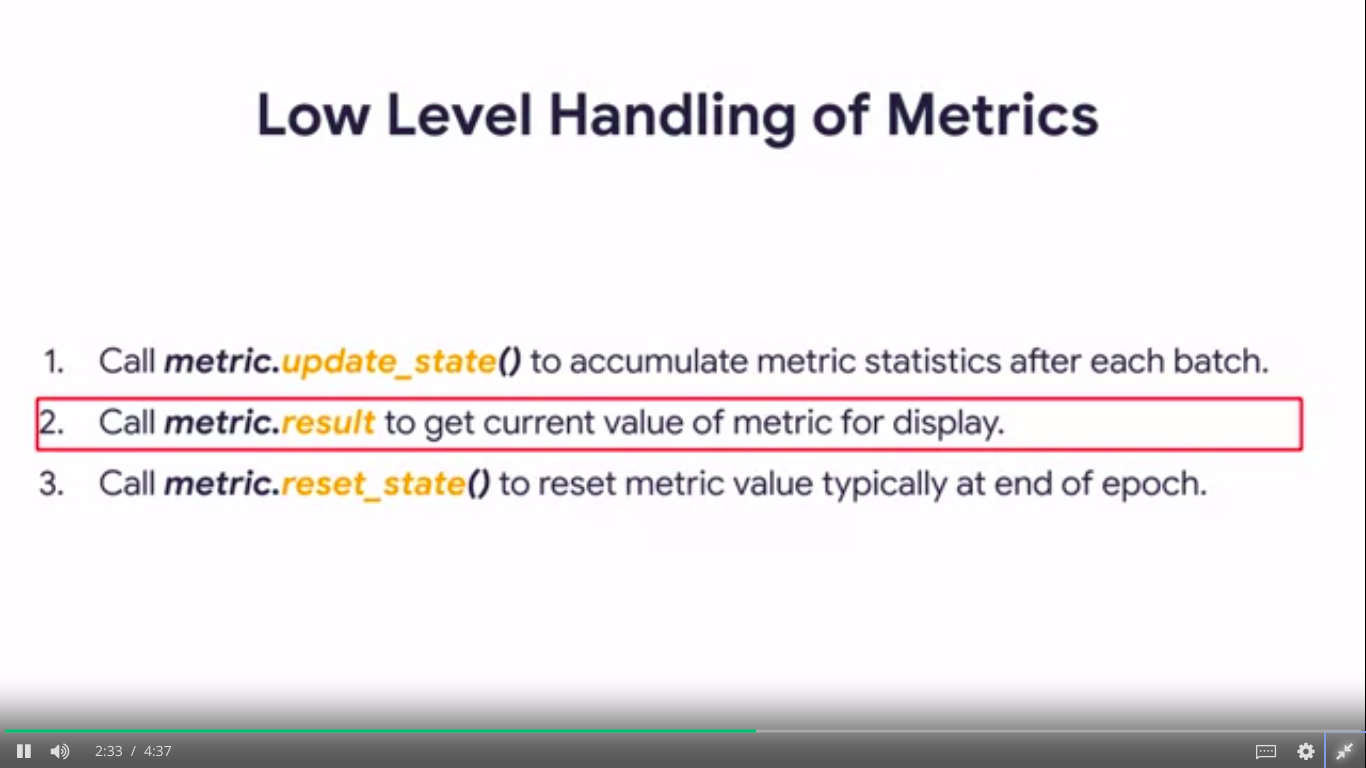 Low Level Handling of Metrics
1. Call metric.update_state() to accumulate metric statistics after each batch.
2. Call metric.result to get current value of metric for display.
3. Call metric.reset_state() to reset metric value typically at end of epoch.
2:33 / 4:37